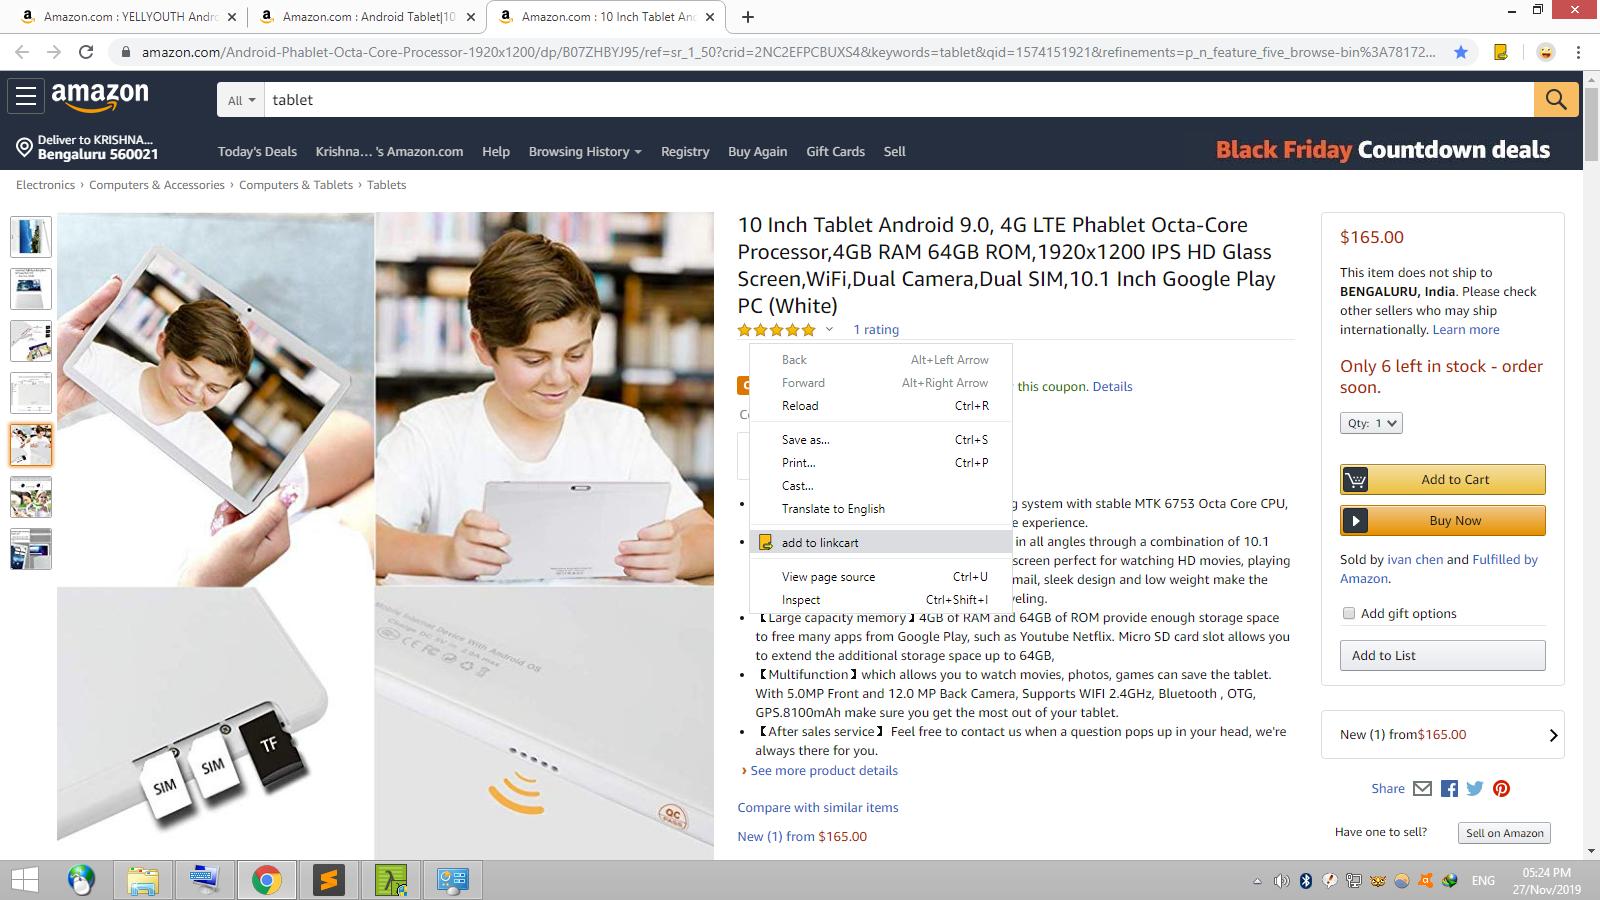 Amazon.com : YELLYOUTH Andr
Amazon.com : Android Tablet|10
Amazon.com : 10 Inch Tablet An
amazon.com/Android-Phablet-Octa-Core-Processor-1920x1200/dp/B07ZHBYJ95/ref=sr_1_50?crid=2NC2EFPCBUXS4&keywords=tablet&qid=1574151921&refinements=p_n_feature_five_browse-bin%3A78172...
amazon
All
tablet
Deliver to KRISHNA...
Bengaluru 560021
Today's Deals
Krishna... 's Amazon.com
Help
Browsing History
Registry
Buy Again
Gift Cards
Sell
Black Friday Countdown deals
Electronics › Computers & Accessories › Computers & Tablets › Tablets
10 Inch Tablet Android 9.0, 4G LTE Phablet Octa-Core
Processor,4GB RAM 64GB ROM,1920x1200 IPS HD Glass
Screen,WiFi,Dual Camera,Dual SIM,10.1 Inch Google Play
PC (White)
1 rating
Back Alt+Left Arrow
Forward Alt+Right Arrow
Reload Ctrl+R
Save as... Ctrl+S
Print... Ctrl+P
Cast...
Translate to English
add to linkcart
View page source Ctrl+U
Inspect Ctrl+Shift+I
this coupon. Details
g system with stable MTK 6753 Octa Core CPU,
e experience.
in all angles through a combination of 10.1
screen perfect for watching HD movies, playing
mail, sleek design and low weight make the
veling.
• 【Large capacity memory】4GB of RAM and 64GB of ROM provide enough storage space
to free many apps from Google Play, such as Youtube Netflix. Micro SD card slot allows you
to extend the additional storage space up to 64GB,
• 【Multifunction】which allows you to watch movies, photos, games can save the tablet.
With 5.0MP Front and 12.0 MP Back Camera, Supports WIFI 2.4GHz, Bluetooth , OTG,
GPS.8100mAh make sure you get the most out of your tablet.
• 【After sales service】 Feel free to contact us when a question pops up in your head, we're
always there for you.
› See more product details
Compare with similar items
New (1) from $165.00
$165.00
This item does not ship to
BENGALURU, India. Please check
other sellers who may ship
internationally. Learn more
Only 6 left in stock - order
soon.
Qty: 1
Add to Cart
Buy Now
Sold by ivan chen and Fulfilled by
Amazon.
Add gift options
Add to List
New (1) from$165.00
Share
Have one to sell?
Sell on Amazon
Mobile Internet Device With Android OS
Charge DC 5V = 2.0A max
SIM
SIM
TF
QC
PASS
ENG
05:24 PM
27/Nov/2019